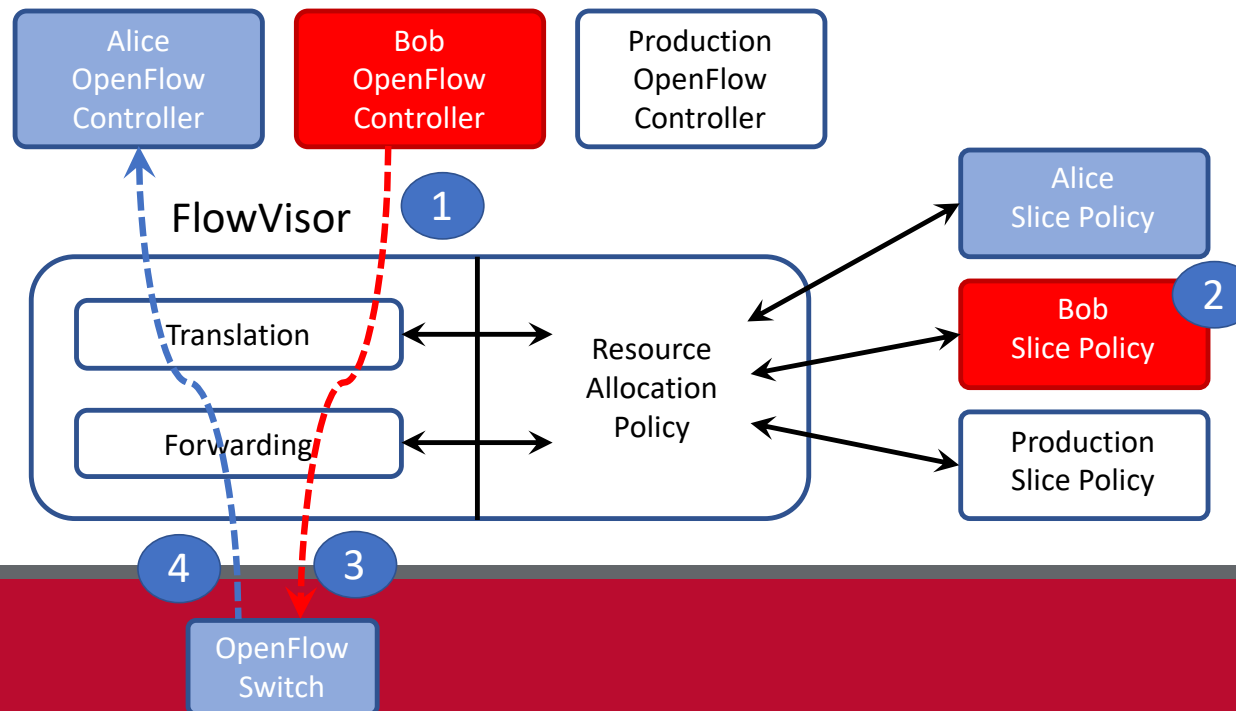 Alice
OpenFlow
Controller
Bob
OpenFlow
Controller
Production
OpenFlow
Controller
1
FlowVisor
Alice
Slice Policy
2
Bob
Slice Policy
Translation
Resource
Allocation
Policy
Forwarding
Production
Slice Policy
4
3
OpenFlow
Switch